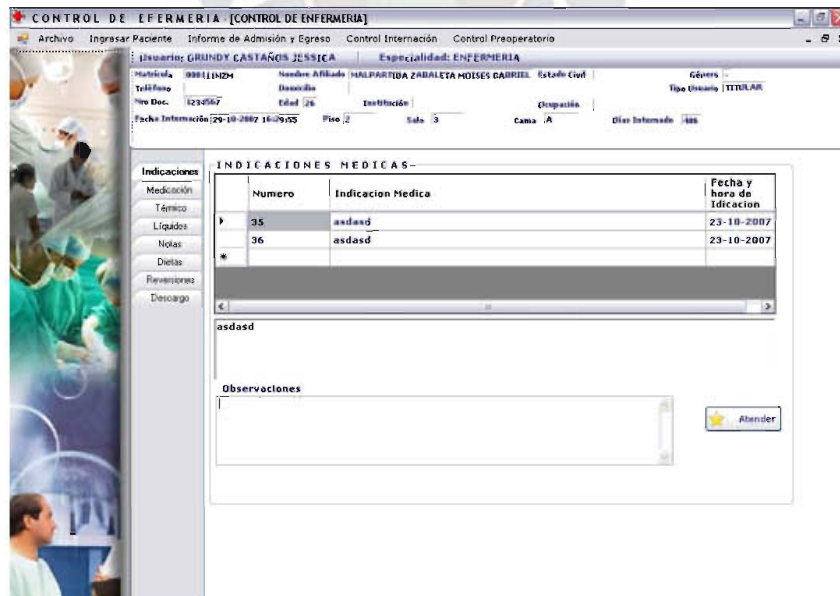 CONTROL DE EFERMERIA - [CONTROL DE ENFERMERIA]
Archivo Ingresar Paciente Informe de Admisión y Egreso Control Internación Control Preoperatorio
Usuario: GRUNDY CASTAÑOS JESSICA Especialidad: ENFERMERIA
Matrícula Nombre Afiliado MALPARTIDA ZABALETA MOISES GABRIEL Estado Civil Género -
Teléfono Domicilio Tipo Usuario TITULAR
Nro Doc. 1234567 Edad 26 Institución Ocupación
Fecha Internación 29-10-2007 16:29:55 Piso 2 Sala 3 Cama A Días Internado
Indicaciones
Medicación
Térmico
Líquidos
Notas
Dietas
Reversiones
Descargo
INDICACIONES MEDICAS-
Numero Indicacion Medica Fecha y hora de Idicacion
35 asdasd 23-10-2007
36 asdasd 23-10-2007
asdasd
Observaciones
Atender